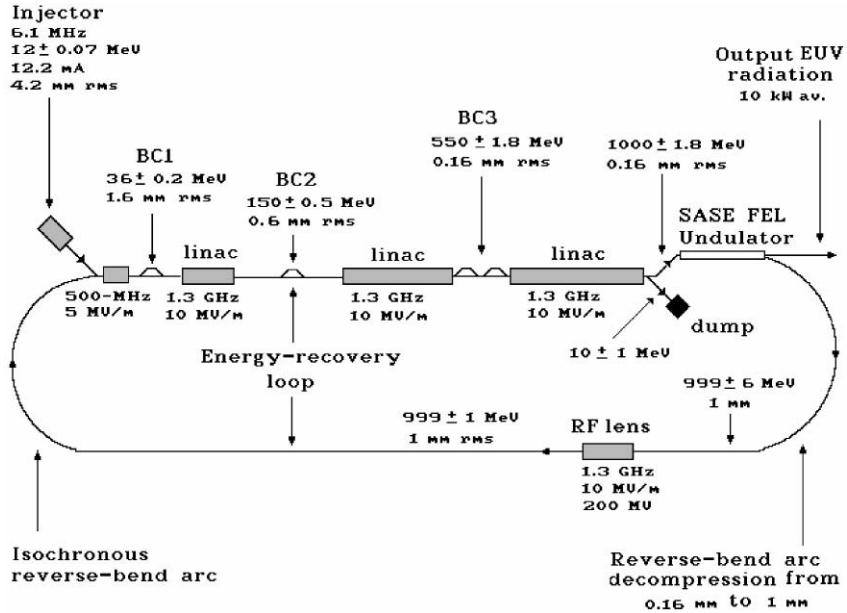 Injector
6.1 MHz
12± 0.07 MeV
12.2 mA
4.2 mm rms
BC1
36± 0.2 MeV
1.6 mm rms
BC2
150± 0.5 MeV
0.6 mm rms
BC3
550± 1.8 MeV
0.16 mm rms
1000± 1.8 MeV
0.16 mm rms
Output EUV
radiation
10 kW av.
SASE FEL
Undulator
linac
linac
linac
500-MHz
5 MV/m
1.3 GHz
10 MV/m
1.3 GHz
10 MV/m
1.3 GHz
10 MV/m
dump
10± 1 MeV
Energy-recovery
loop
999± 6 MeV
1 mm
999± 1 MeV
1 mm rms
RF lens
1.3 GHz
10 MV/m
200 MV
Isochronous
reverse-bend arc
Reverse-bend arc
decompression from
0.16 mm to 1 mm